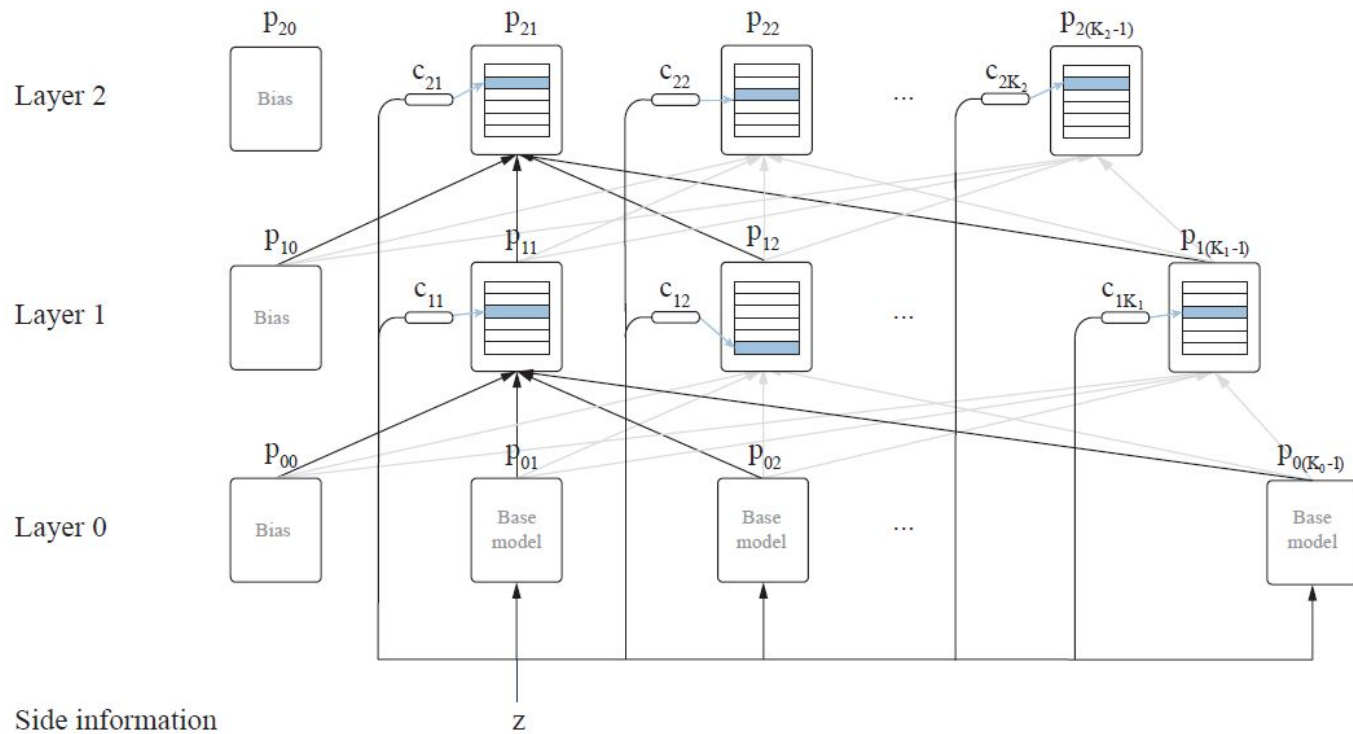 p₂₀ p₂₁ p₂₂ p₂₍K₂₋₁₎
Layer 2 Bias c₂₁ c₂₂ ... c₂K₂
p₁₀ p₁₁ p₁₂ p₁₍K₁₋₁₎
Layer 1 Bias c₁₁ c₁₂ ... c₁K₁
p₀₀ p₀₁ p₀₂ p₀₍K₀₋₁₎
Layer 0 Bias Base model Base model ... Base model
Side information z